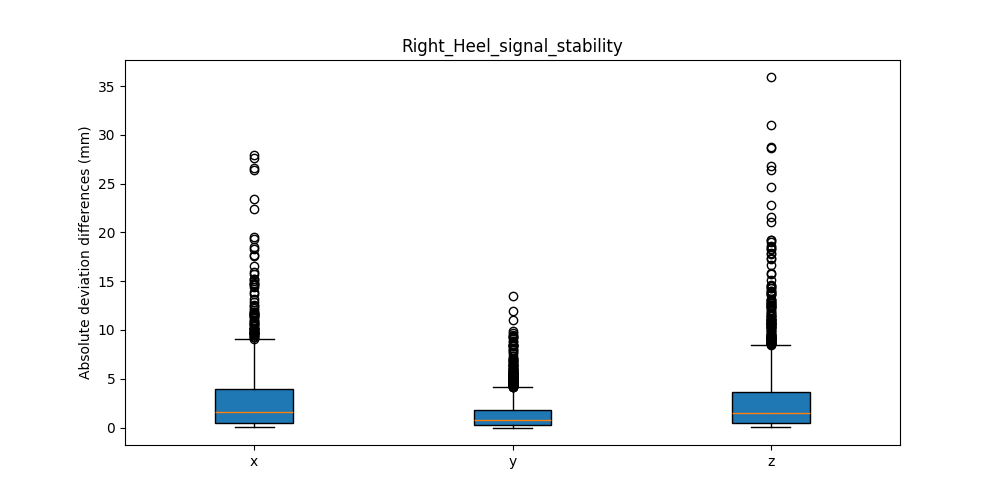 Right_Heel_signal_stability
Absolute deviation differences (mm)
35
30
25
20
15
10
5
0
x
y
z